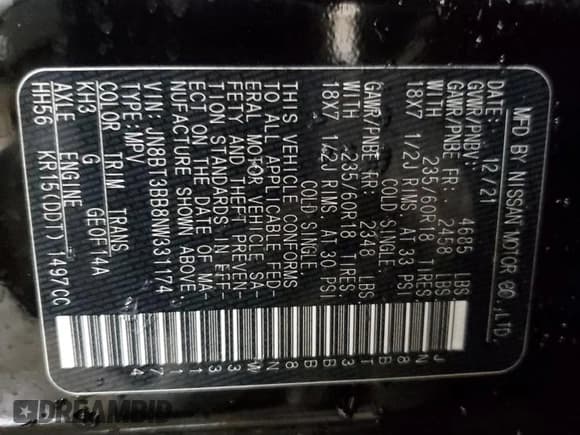 MFD BY NISSAN MOTOR CO.,LTD.
DATE: 12/21
GVWR/PNBV: 4685 LBS
GAWR/PNBE FR: 2458 LBS
WITH 235/60R18 TIRES.
18X7 1/2J RIMS. AT 33 PSI
COLD SINGLE.
GAWR/PNBE RR: 2348 LBS
WITH 235/60R18 TIRES.
18X7 1/2J RIMS. AT 30 PSI
COLD SINGLE.
THIS VEHICLE CONFORMS
TO ALL APPLICABLE FED-
ERAL MOTOR VEHICLE SA-
FETY AND THEFT PREVEN-
TION STANDARDS IN EFF-
ECT ON THE DATE OF MA-
NUFACTURE SHOWN ABOVE.
VIN: JN8BT3BB8NW331174
TYPE: MPV
COLOR TRIM TRANS
KH3 G GE0F14A
AXLE ENGINE
HH56 KR15(DDT) 1497CC
JN8BT3BB8NW331174
DREAMBID